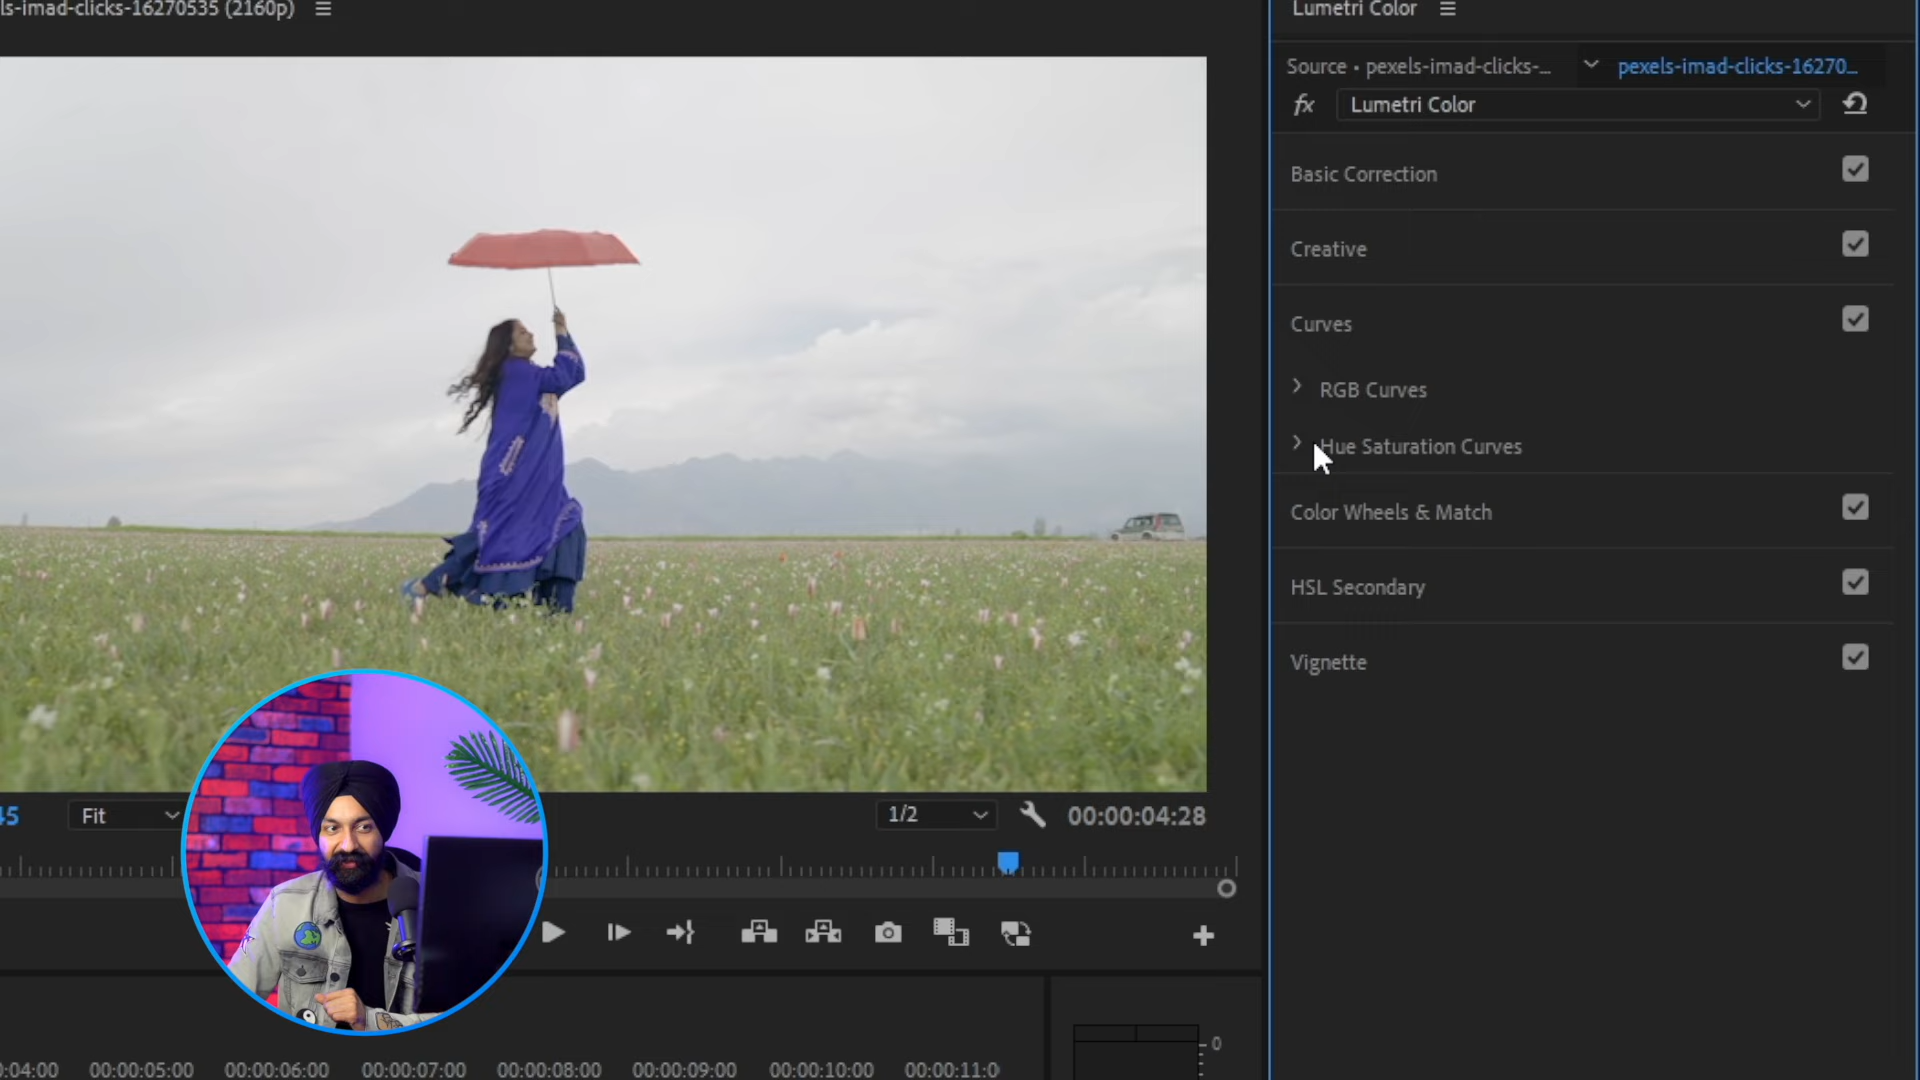 ls-imad-clicks-16270535 (2160p)
Lumetri Color
Source • pexels-imad-clicks-... pexels-imad-clicks-16270...
fx Lumetri Color
Basic Correction
Creative
Curves
RGB Curves
Hue Saturation Curves
Color Wheels & Match
HSL Secondary
Vignette
45 Fit 1/2 00:00:04:28
0:04:00 00:00:05:00 00:00:06:00 00:00:07:00 00:00:08:00 00:00:09:00 00:00:10:00 00:00:11:0
0